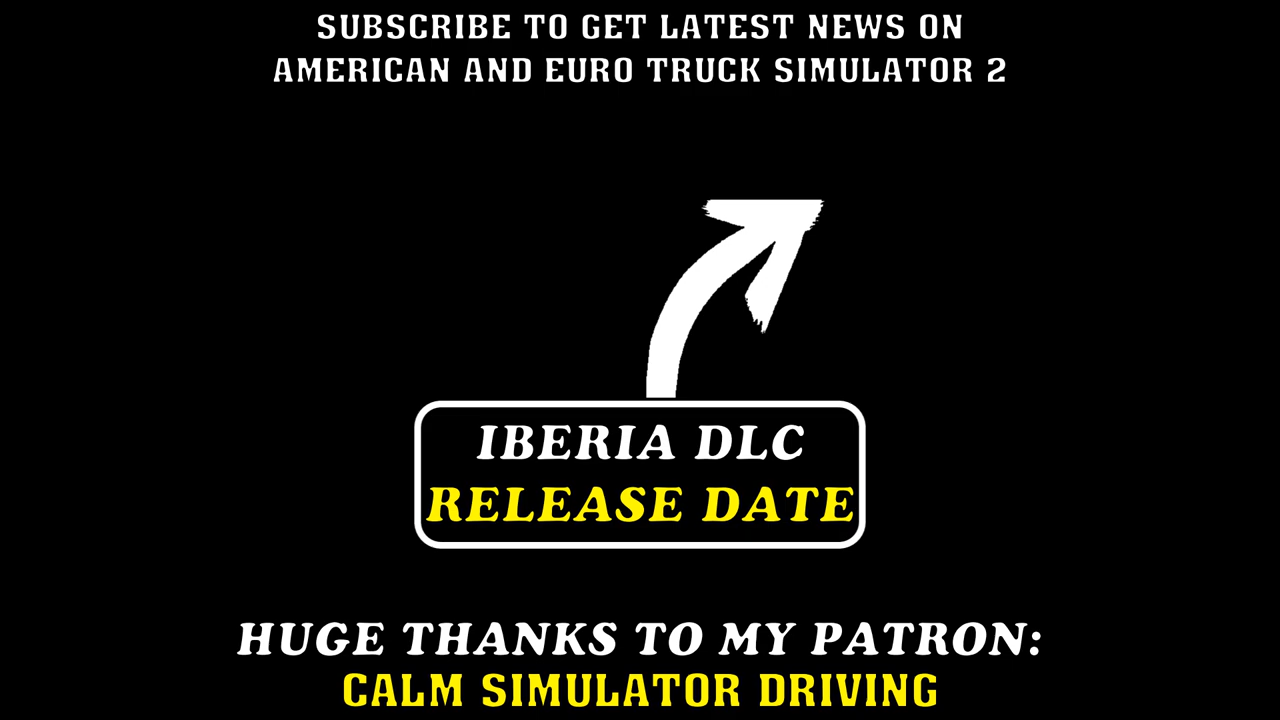 SUBSCRIBE TO GET LATEST NEWS ON
AMERICAN AND EURO TRUCK SIMULATOR 2
IBERIA DLC
RELEASE DATE
HUGE THANKS TO MY PATRON:
CALM SIMULATOR DRIVING